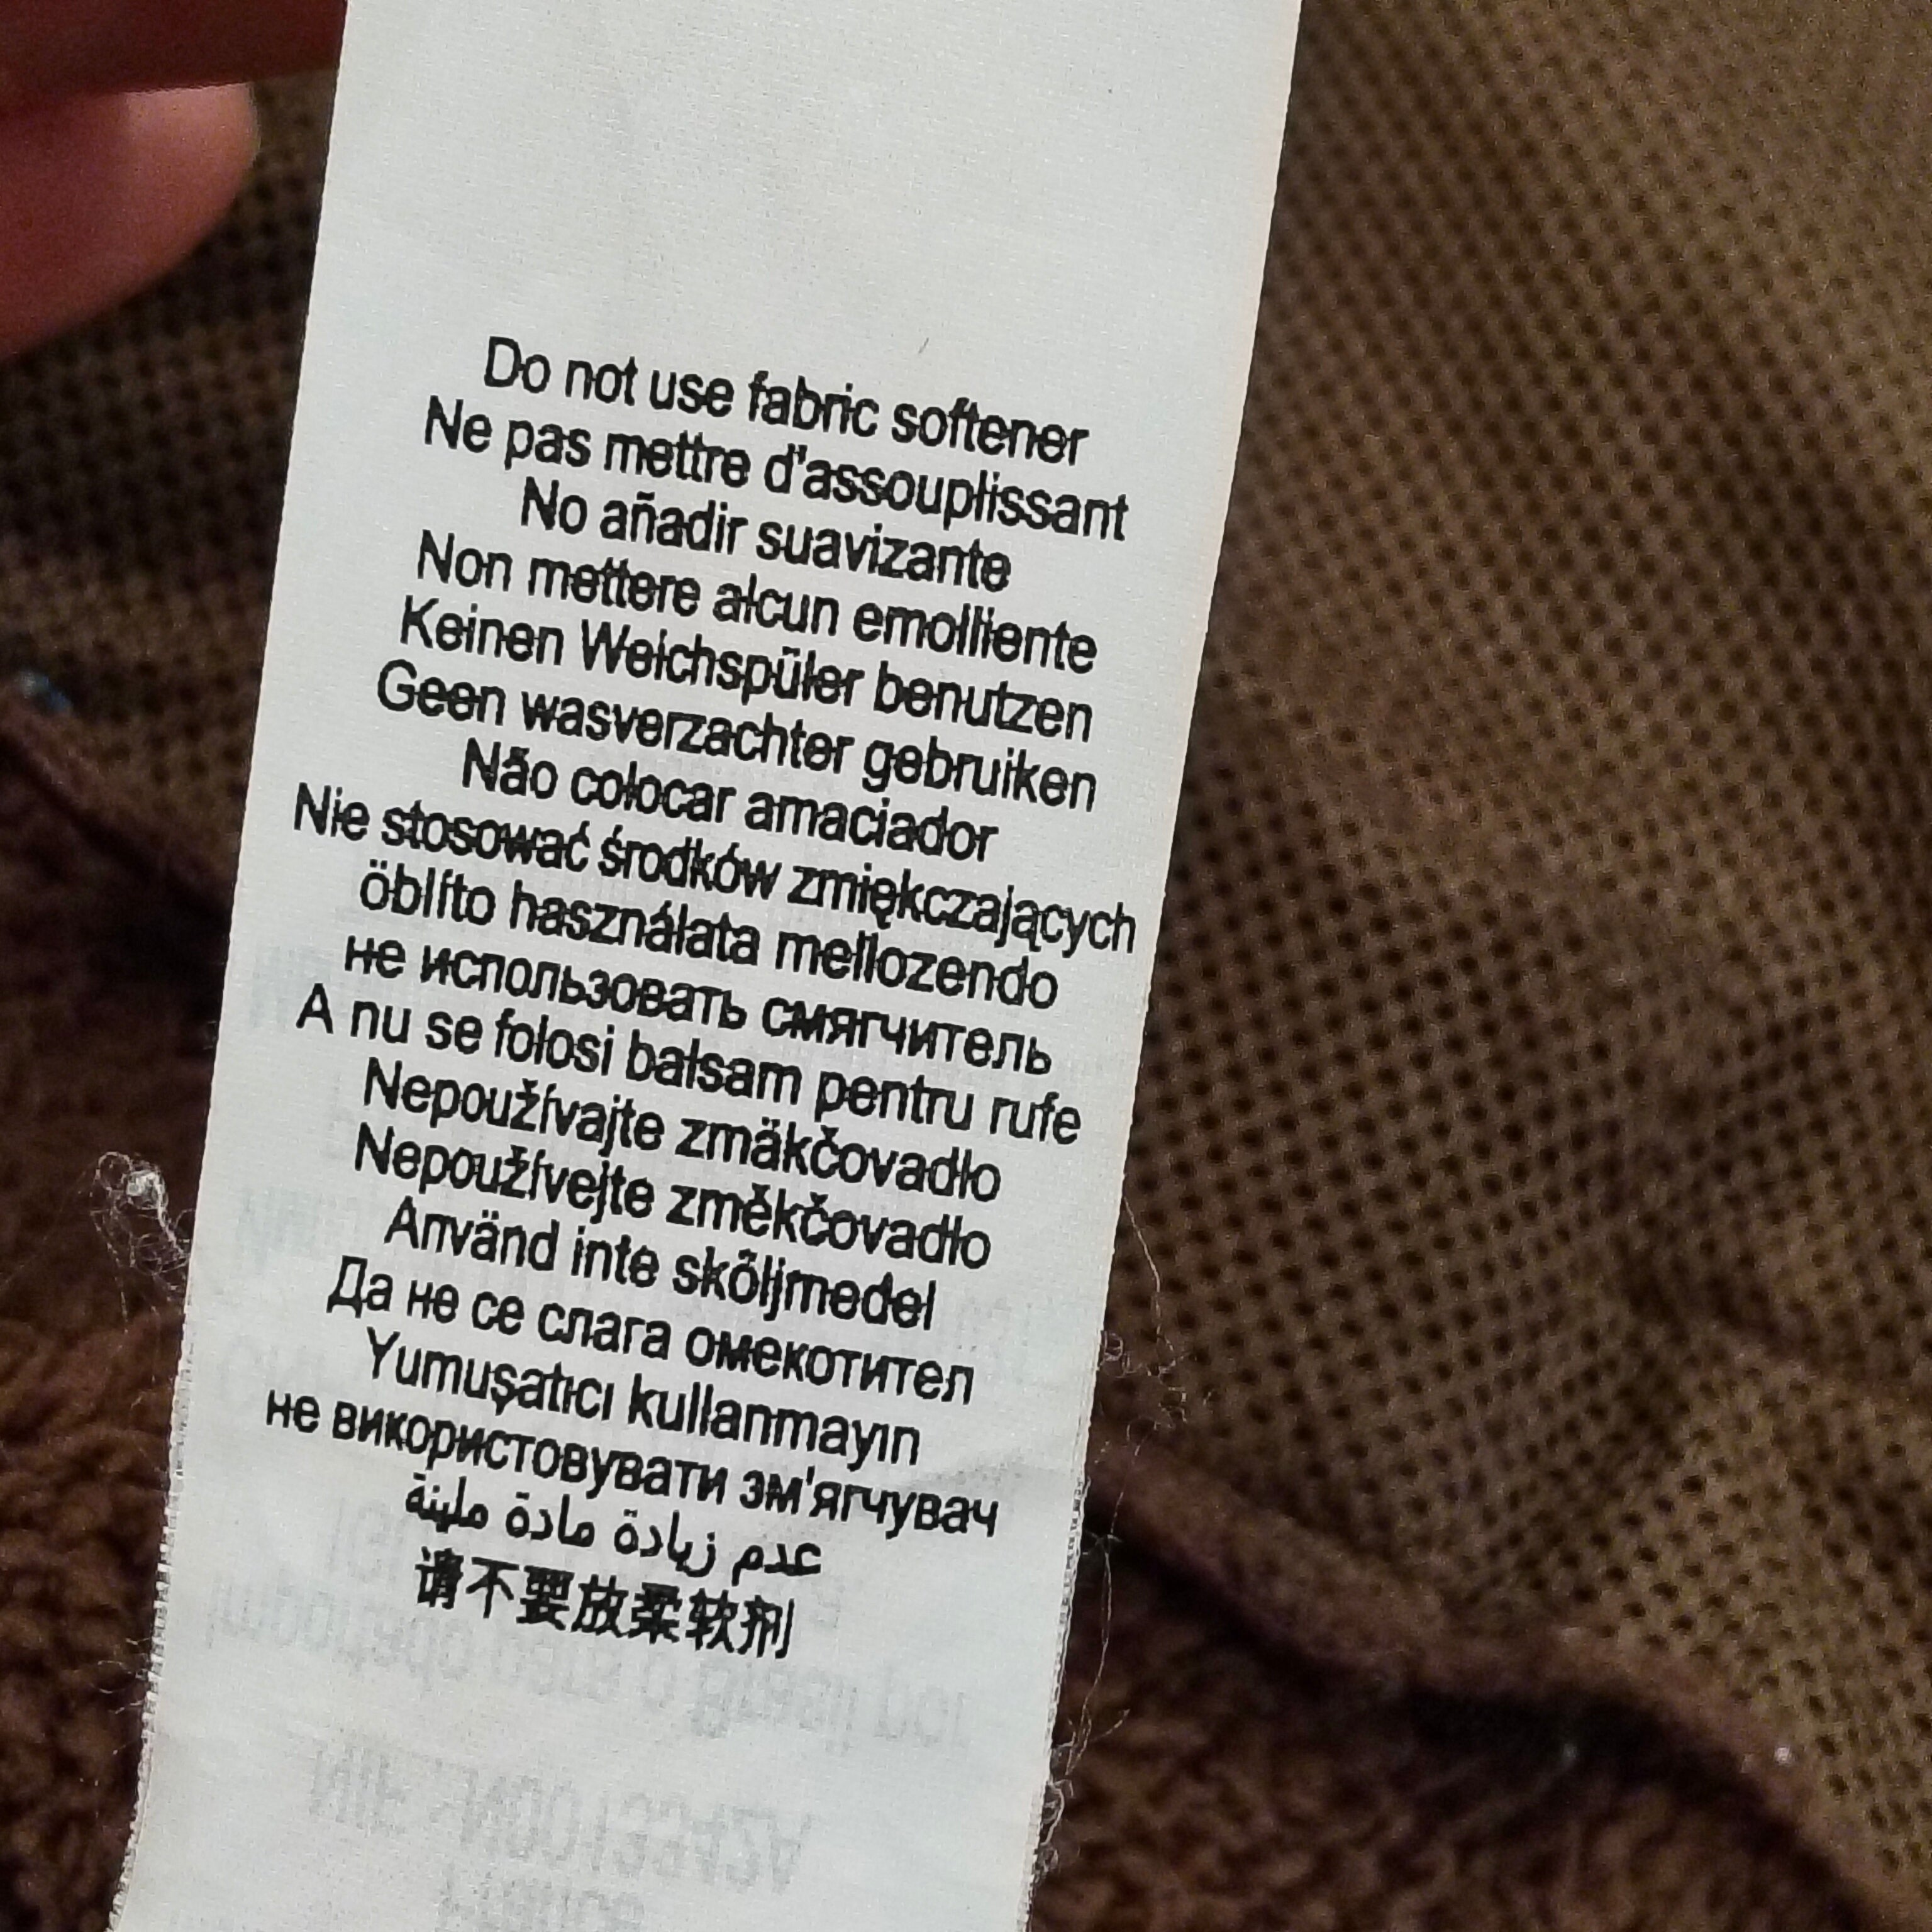 Do not use fabric softener
Ne pas mettre d'assouplissant
No añadir suavizante
Non mettere alcun emolliente
Keinen Weichspüler benutzen
Geen wasverzachter gebruiken
Não colocar amaciador
Nie stosować środków zmiękczających
öblíto használata mellozendo
не использовать смягчитель
A nu se folosi balsam pentru rufe
Nepoužívajte zmäkčovadlo
Nepoužívejte změkčovadlo
Använd inte skõljmedel
Да не се слага омекотител
Yumuşatıcı kullanmayın
не використовувати зм'ягчувач
عدم زيادة مادة ملينة
请不要放柔软剂